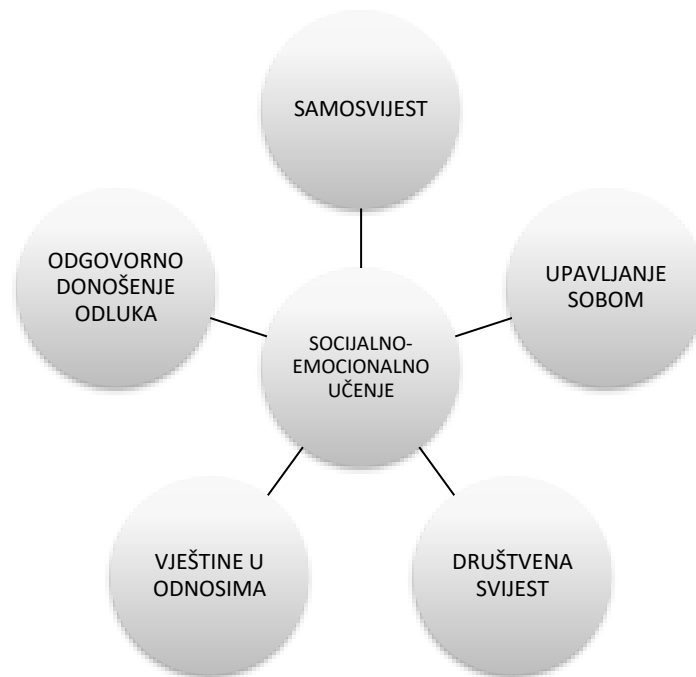 SAMOSVIJEST
ODGOVORNO
DONOŠENJE
ODLUKA
UPAVLJANJE
SOBOM
SOCIJALNO-
EMOCIONALNO
UČENJE
VJEŠTINE U
ODNOSIMA
DRUŠTVENA
SVIJEST